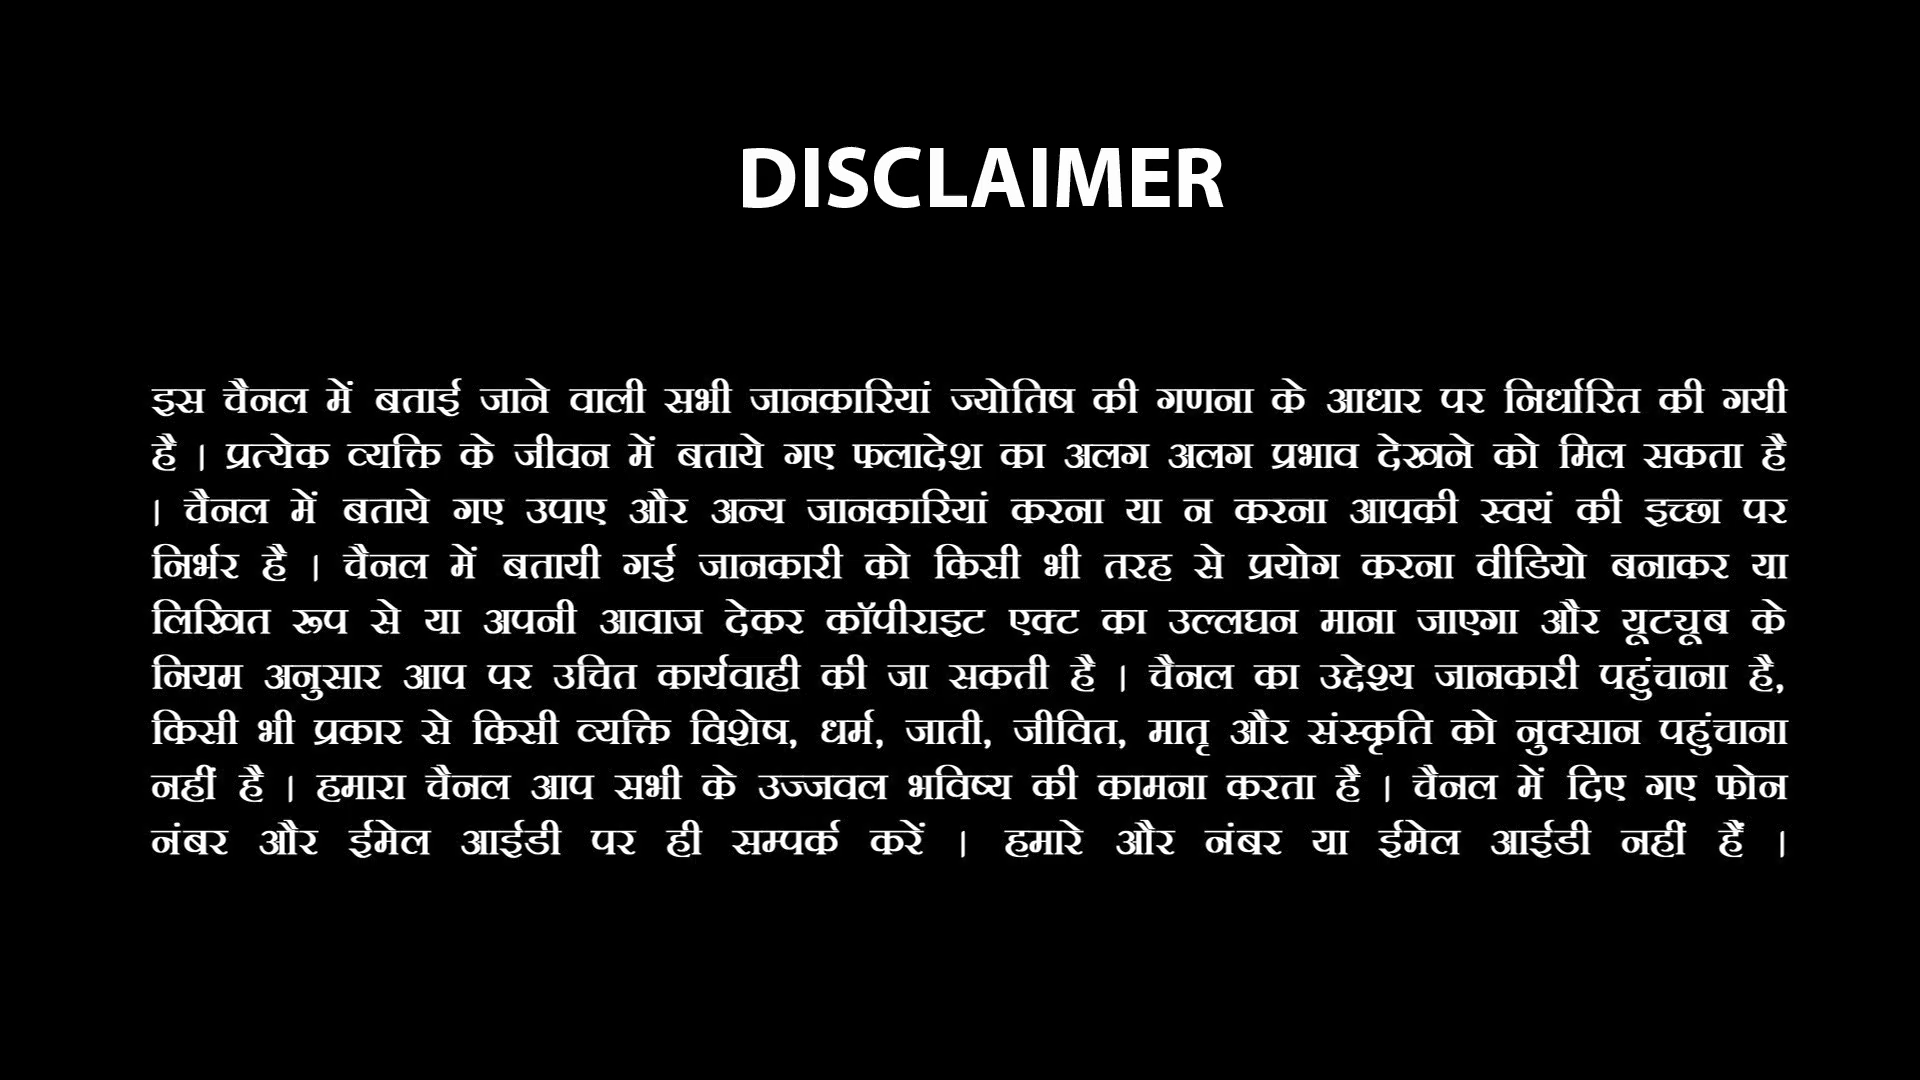 DISCLAIMER
इस चैनल में बताई जाने वाली सभी जानकारियां ज्योतिष की गणना के आधार पर निर्धारित की गयी
है । प्रत्येक व्यक्ति के जीवन में बताये गए फलादेश का अलग अलग प्रभाव देखने को मिल सकता है
। चैनल में बताये गए उपाए और अन्य जानकारियां करना या न करना आपकी स्वयं की इच्छा पर
निर्भर है । चैनल में बतायी गई जानकारी को किसी भी तरह से प्रयोग करना वीडियो बनाकर या
लिखित रूप से या अपनी आवाज देकर कॉपीराइट एक्ट का उल्लघन माना जाएगा और यूट्यूब के
नियम अनुसार आप पर उचित कार्यवाही की जा सकती है । चैनल का उद्देश्य जानकारी पहुंचाना है,
किसी भी प्रकार से किसी व्यक्ति विशेष, धर्म, जाती, जीवित, मातृ और संस्कृति को नुक्सान पहुंचाना
नहीं है । हमारा चैनल आप सभी के उज्जवल भविष्य की कामना करता है । चैनल में दिए गए फोन
नंबर और ईमेल आईडी पर ही सम्पर्क करें । हमारे और नंबर या ईमेल आईडी नहीं हैं ।